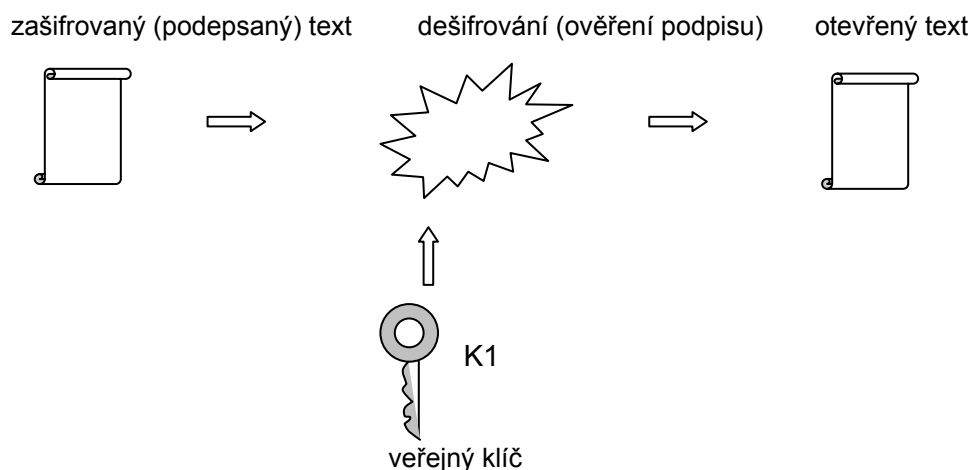 zašifrovaný (podepsaný) text
dešifrování (ověření podpisu)
otevřený text
K1
veřejný klíč